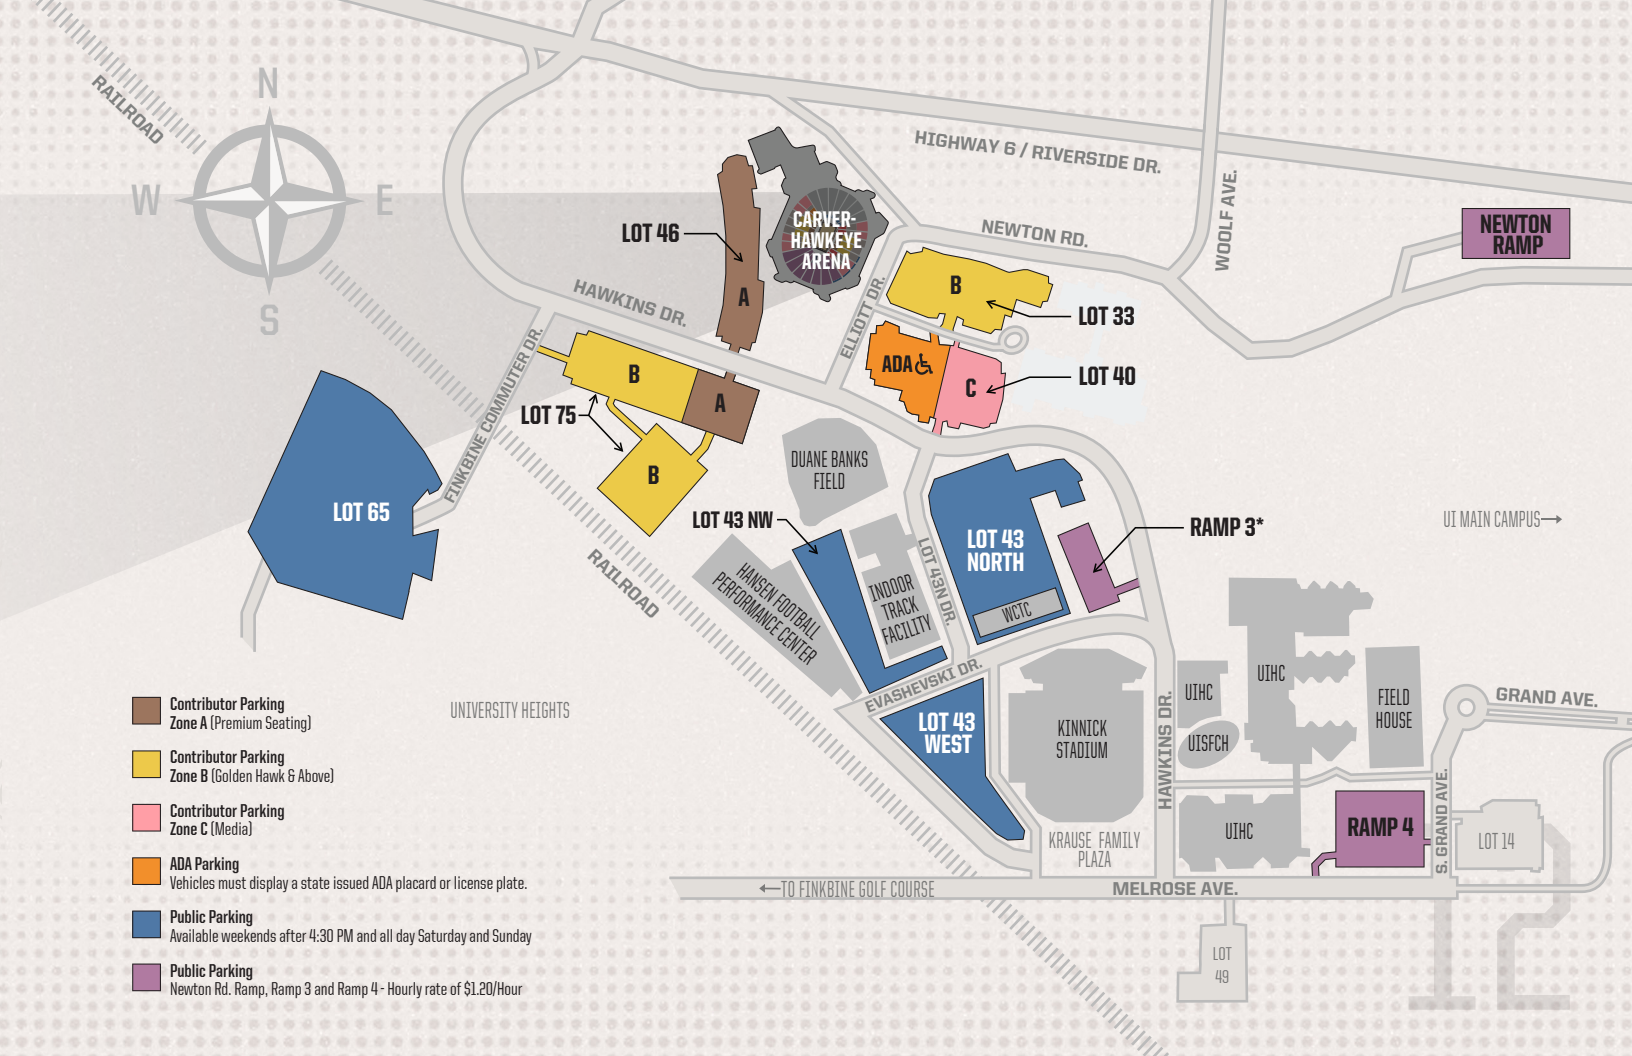 N
RAILROAD
W
E
S
HIGHWAY 6 / RIVERSIDE DR.
WOOLF AVE.
NEWTON
RAMP
NEWTON RD.
CARVER-
HAWKEYE
ARENA
LOT 46
A
HAWKINS DR.
ELLIOTT DR.
B
LOT 33
ADA
C
LOT 40
B
A
LOT 75
B
FINKBINE COMMUTER DR.
LOT 65
DUANE BANKS
FIELD
LOT 43 NW
LOT 43
NORTH
RAMP 3*
UI MAIN CAMPUS
RAILROAD
HANSEN FOOTBALL
PERFORMANCE CENTER
INDOOR
TRACK
FACILITY
LOT 43N DR.
WCTC
EVASHEVSKI DR.
LOT 43
WEST
KINNICK
STADIUM
HAWKINS DR.
UIHC
UIHC
UISFCH
UIHC
FIELD
HOUSE
GRAND AVE.
S. GRAND AVE.
RAMP 4
LOT 14
KRAUSE FAMILY
PLAZA
TO FINKBINE GOLF COURSE
MELROSE AVE.
LOT
49
UNIVERSITY HEIGHTS
Contributor Parking
Zone A (Premium Seating)
Contributor Parking
Zone B (Golden Hawk & Above)
Contributor Parking
Zone C (Media)
ADA Parking
Vehicles must display a state issued ADA placard or license plate.
Public Parking
Available weekends after 4:30 PM and all day Saturday and Sunday
Public Parking
Newton Rd. Ramp, Ramp 3 and Ramp 4 - Hourly rate of $1.20/Hour